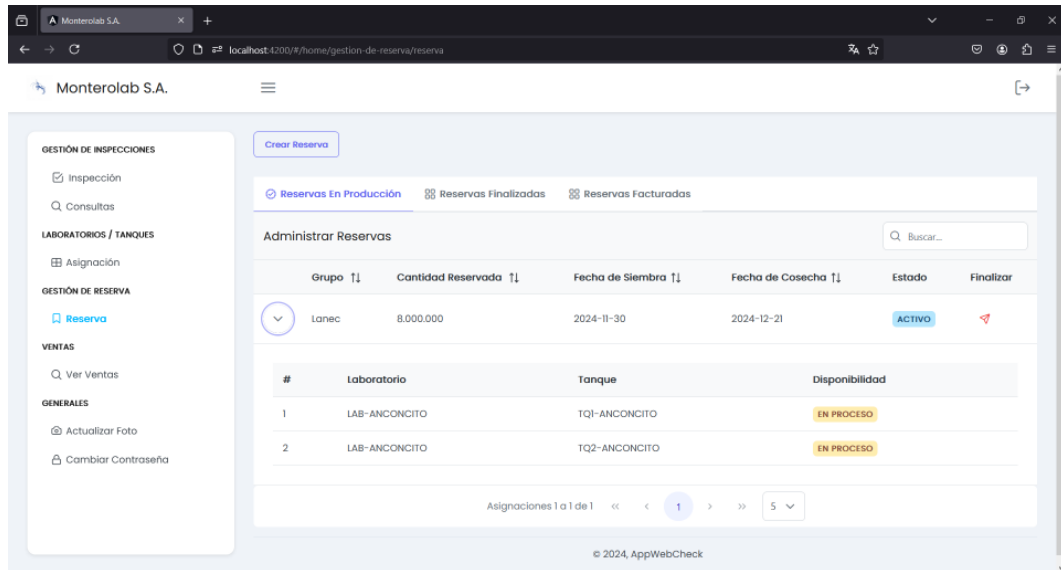 Monterolab S.A.
localhost:4200/#/home/gestion-de-reserva/reserva
Monterolab S.A.
GESTIÓN DE INSPECCIONES
Inspección
Consultas
LABORATORIOS / TANQUES
Asignación
GESTIÓN DE RESERVA
Reserva
VENTAS
Ver Ventas
GENERALES
Actualizar Foto
Cambiar Contraseña
Crear Reserva
Reservas En Producción Reservas Finalizadas Reservas Facturadas
Administrar Reservas Buscar...
Grupo Cantidad Reservada Fecha de Siembra Fecha de Cosecha Estado Finalizar
Lanec 8.000.000 2024-11-30 2024-12-21 ACTIVO
# Laboratorio Tanque Disponibilidad
1 LAB-ANCONCITO TQ1-ANCONCITO EN PROCESO
2 LAB-ANCONCITO TQ2-ANCONCITO EN PROCESO
Asignaciones 1 a 1 de 1 << < 1 > >> 5
© 2024, AppWebCheck